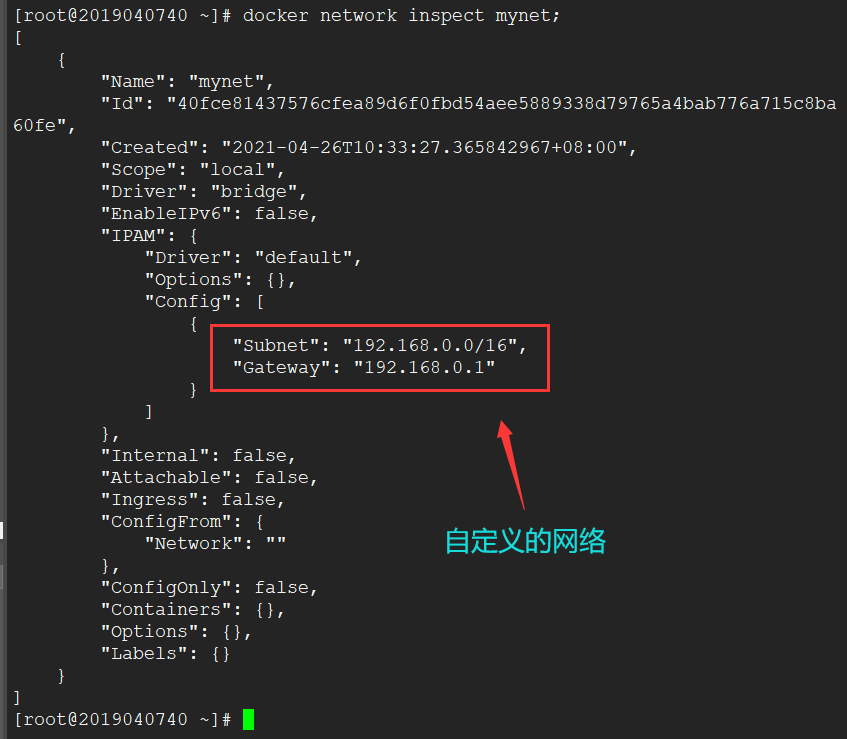 [root@2019040740 ~]# docker network inspect mynet;
[
    {
        "Name": "mynet",
        "Id": "40fce81437576cfea89d6f0fbd54aee5889338d79765a4bab776a715c8ba
60fe",
        "Created": "2021-04-26T10:33:27.365842967+08:00",
        "Scope": "local",
        "Driver": "bridge",
        "EnableIPv6": false,
        "IPAM": {
            "Driver": "default",
            "Options": {},
            "Config": [
                {
                    "Subnet": "192.168.0.0/16",
                    "Gateway": "192.168.0.1"
                }
            ]
        },
        "Internal": false,
        "Attachable": false,
        "Ingress": false,
        "ConfigFrom": {
            "Network": ""
        },
自定义的网络
        "ConfigOnly": false,
        "Containers": {},
        "Options": {},
        "Labels": {}
    }
]
[root@2019040740 ~]#